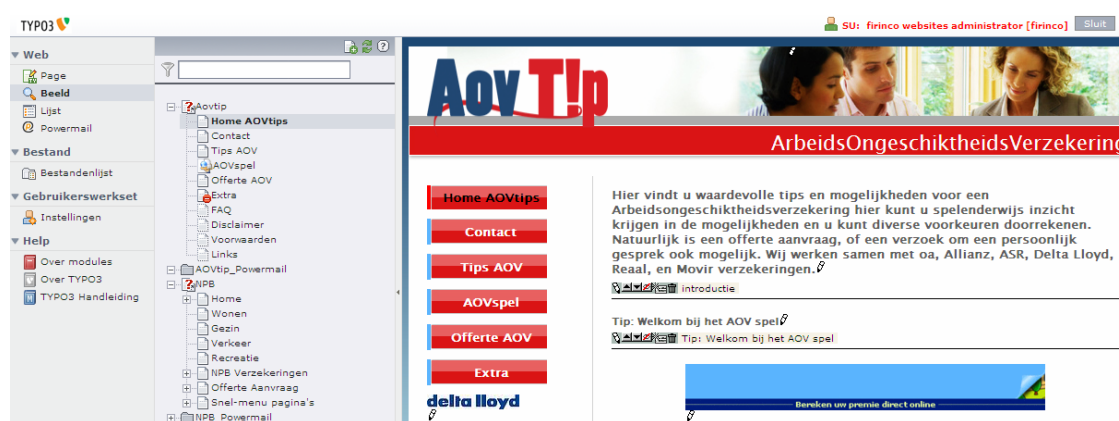 TYPO3
SU: firinco websites administrator [firinco] Sluit
Web
Page
Beeld
Lijst
Powermail
Bestand
Bestandenlijst
Gebruikerswerkset
Instellingen
Help
Over modules
Over TYPO3
TYPO3 Handleiding
Aovtip
Home AOVtips
Contact
Tips AOV
AOVspel
Offerte AOV
Extra
FAQ
Disclaimer
Voorwaarden
Links
AOVtip_Powermail
NPB
Home
Wonen
Gezin
Verkeer
Recreatie
NPB Verzekeringen
Offerte Aanvraag
Snel-menu pagina's
NPB Powermail
Aov T!p
ArbeidsOngeschiktheidsVerzekering
Home AOVtips
Contact
Tips AOV
AOVspel
Offerte AOV
Extra
delta lloyd
Hier vindt u waardevolle tips en mogelijkheden voor een
Arbeidsongeschiktheidsverzekering hier kunt u spelenderwijs inzicht
krijgen in de mogelijkheden en u kunt diverse voorkeuren doorrekenen.
Natuurlijk is een offerte aanvraag, of een verzoek om een persoonlijk
gesprek ook mogelijk. Wij werken samen met oa, Allianz, ASR, Delta Lloyd,
Reaal, en Movir verzekeringen.
introductie
Tip: Welkom bij het AOV spel
Tip: Welkom bij het AOV spel
Bereken uw premie direct online